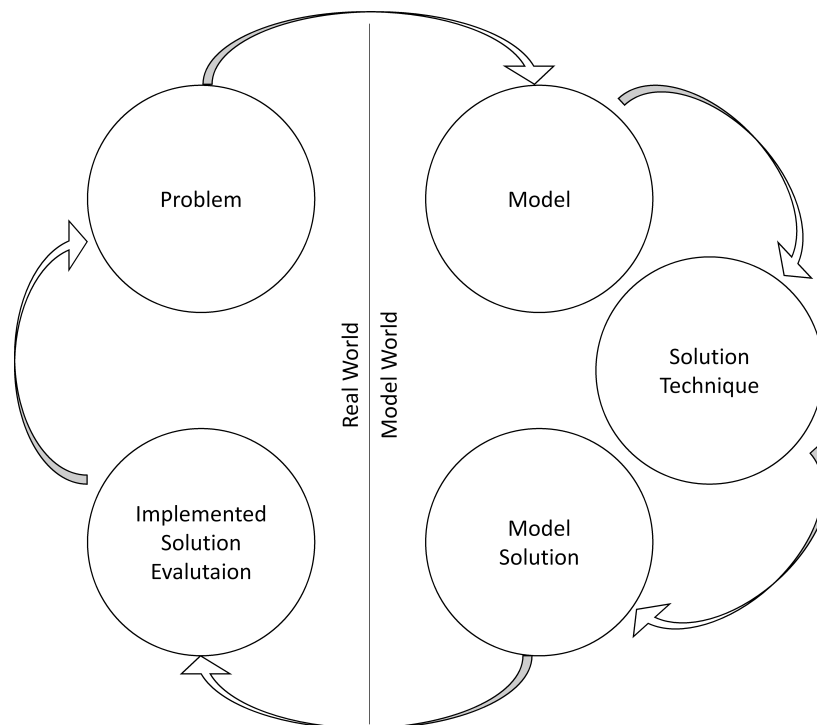 Problem
Model
Real World
Model World
Solution
Technique
Implemented
Solution
Evalutaion
Model
Solution